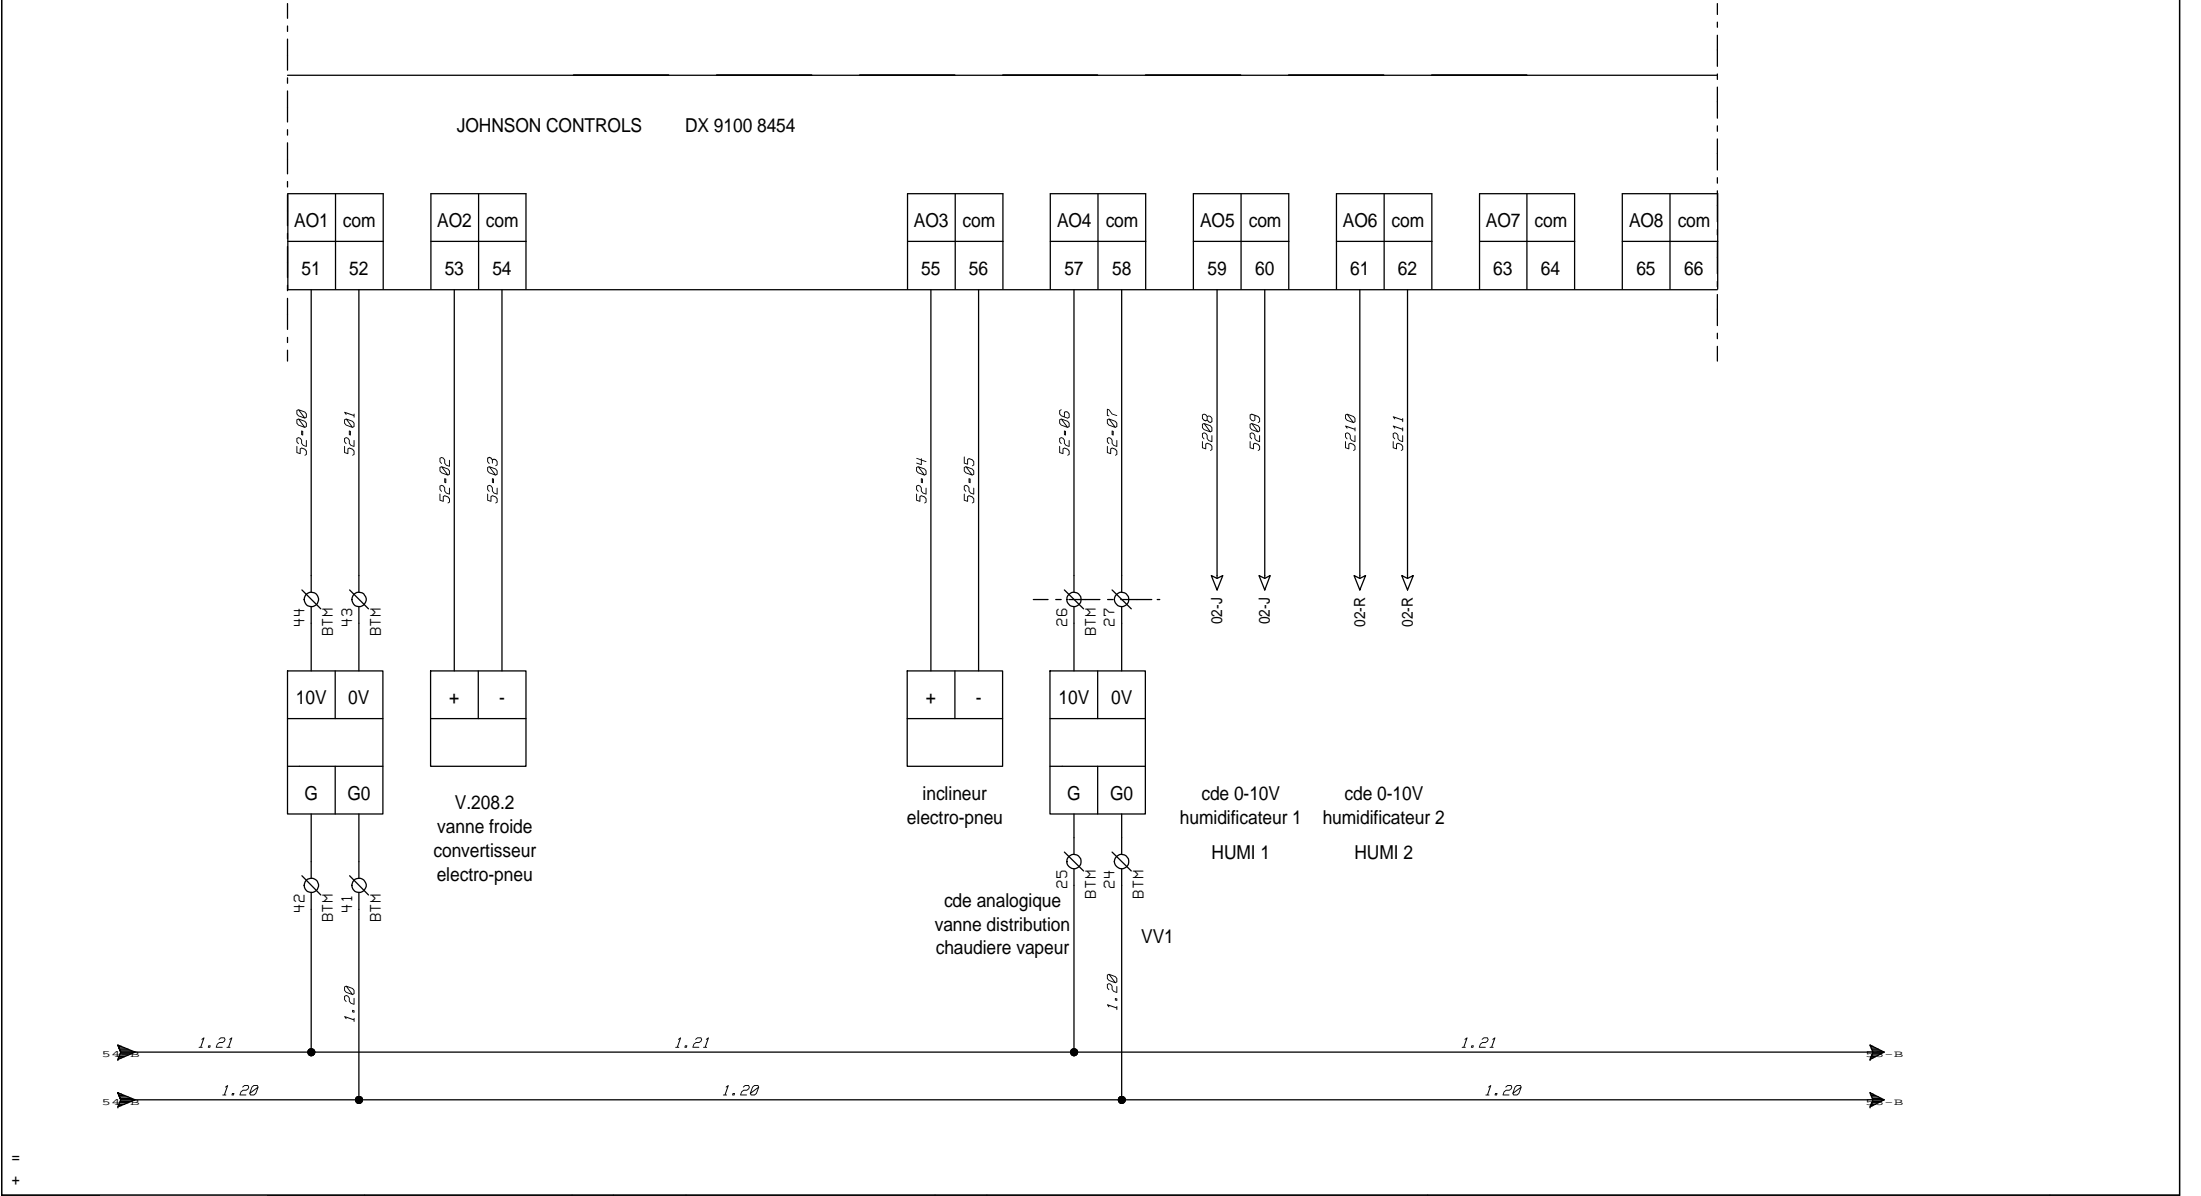 JOHNSON CONTROLS DX 9100 8454
AO1 com AO2 com AO3 com AO4 com AO5 com AO6 com AO7 com AO8 com
51 52 53 54 55 56 57 58 59 60 61 62 63 64 65 66
52-00 52-01 52-02 52-03 52-04 52-05 52-06 52-07 5208 5209 5210 5211
44 BTM 43 BTM 26 BTM 27 02-J 02-J 02-R 02-R
10V 0V + - + - 10V 0V
G G0 G G0
V.208.2
vanne froide
convertisseur
electro-pneu
inclineur
electro-pneu
cde 0-10V
humidificateur 1
HUMI 1
cde 0-10V
humidificateur 2
HUMI 2
42 BTM 41 BTM 25 BTM 24 BTM
cde analogique
vanne distribution
chaudiere vapeur
VV1
1.20 1.20
1.21 1.21 1.21
1.20 1.20 1.20
=
+